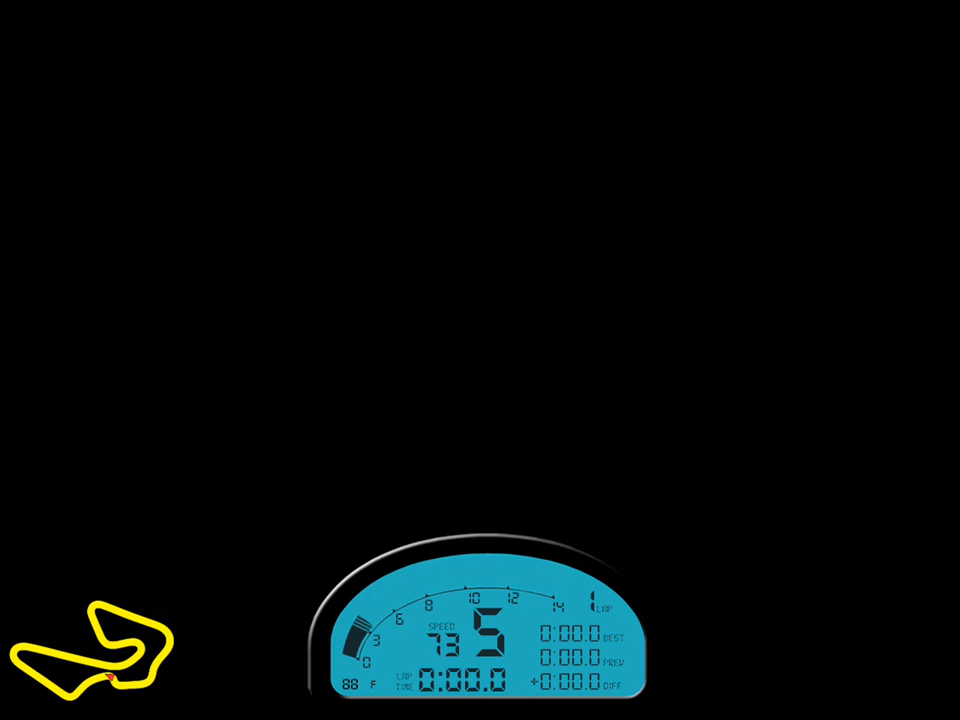 10 12
8 14 1 LAP
6 SPEED 5
3 73 0:00.0 BEST
0 0:00.0 PREV
88 F LAP TIME 0:00.0 +0:00.0 DIFF